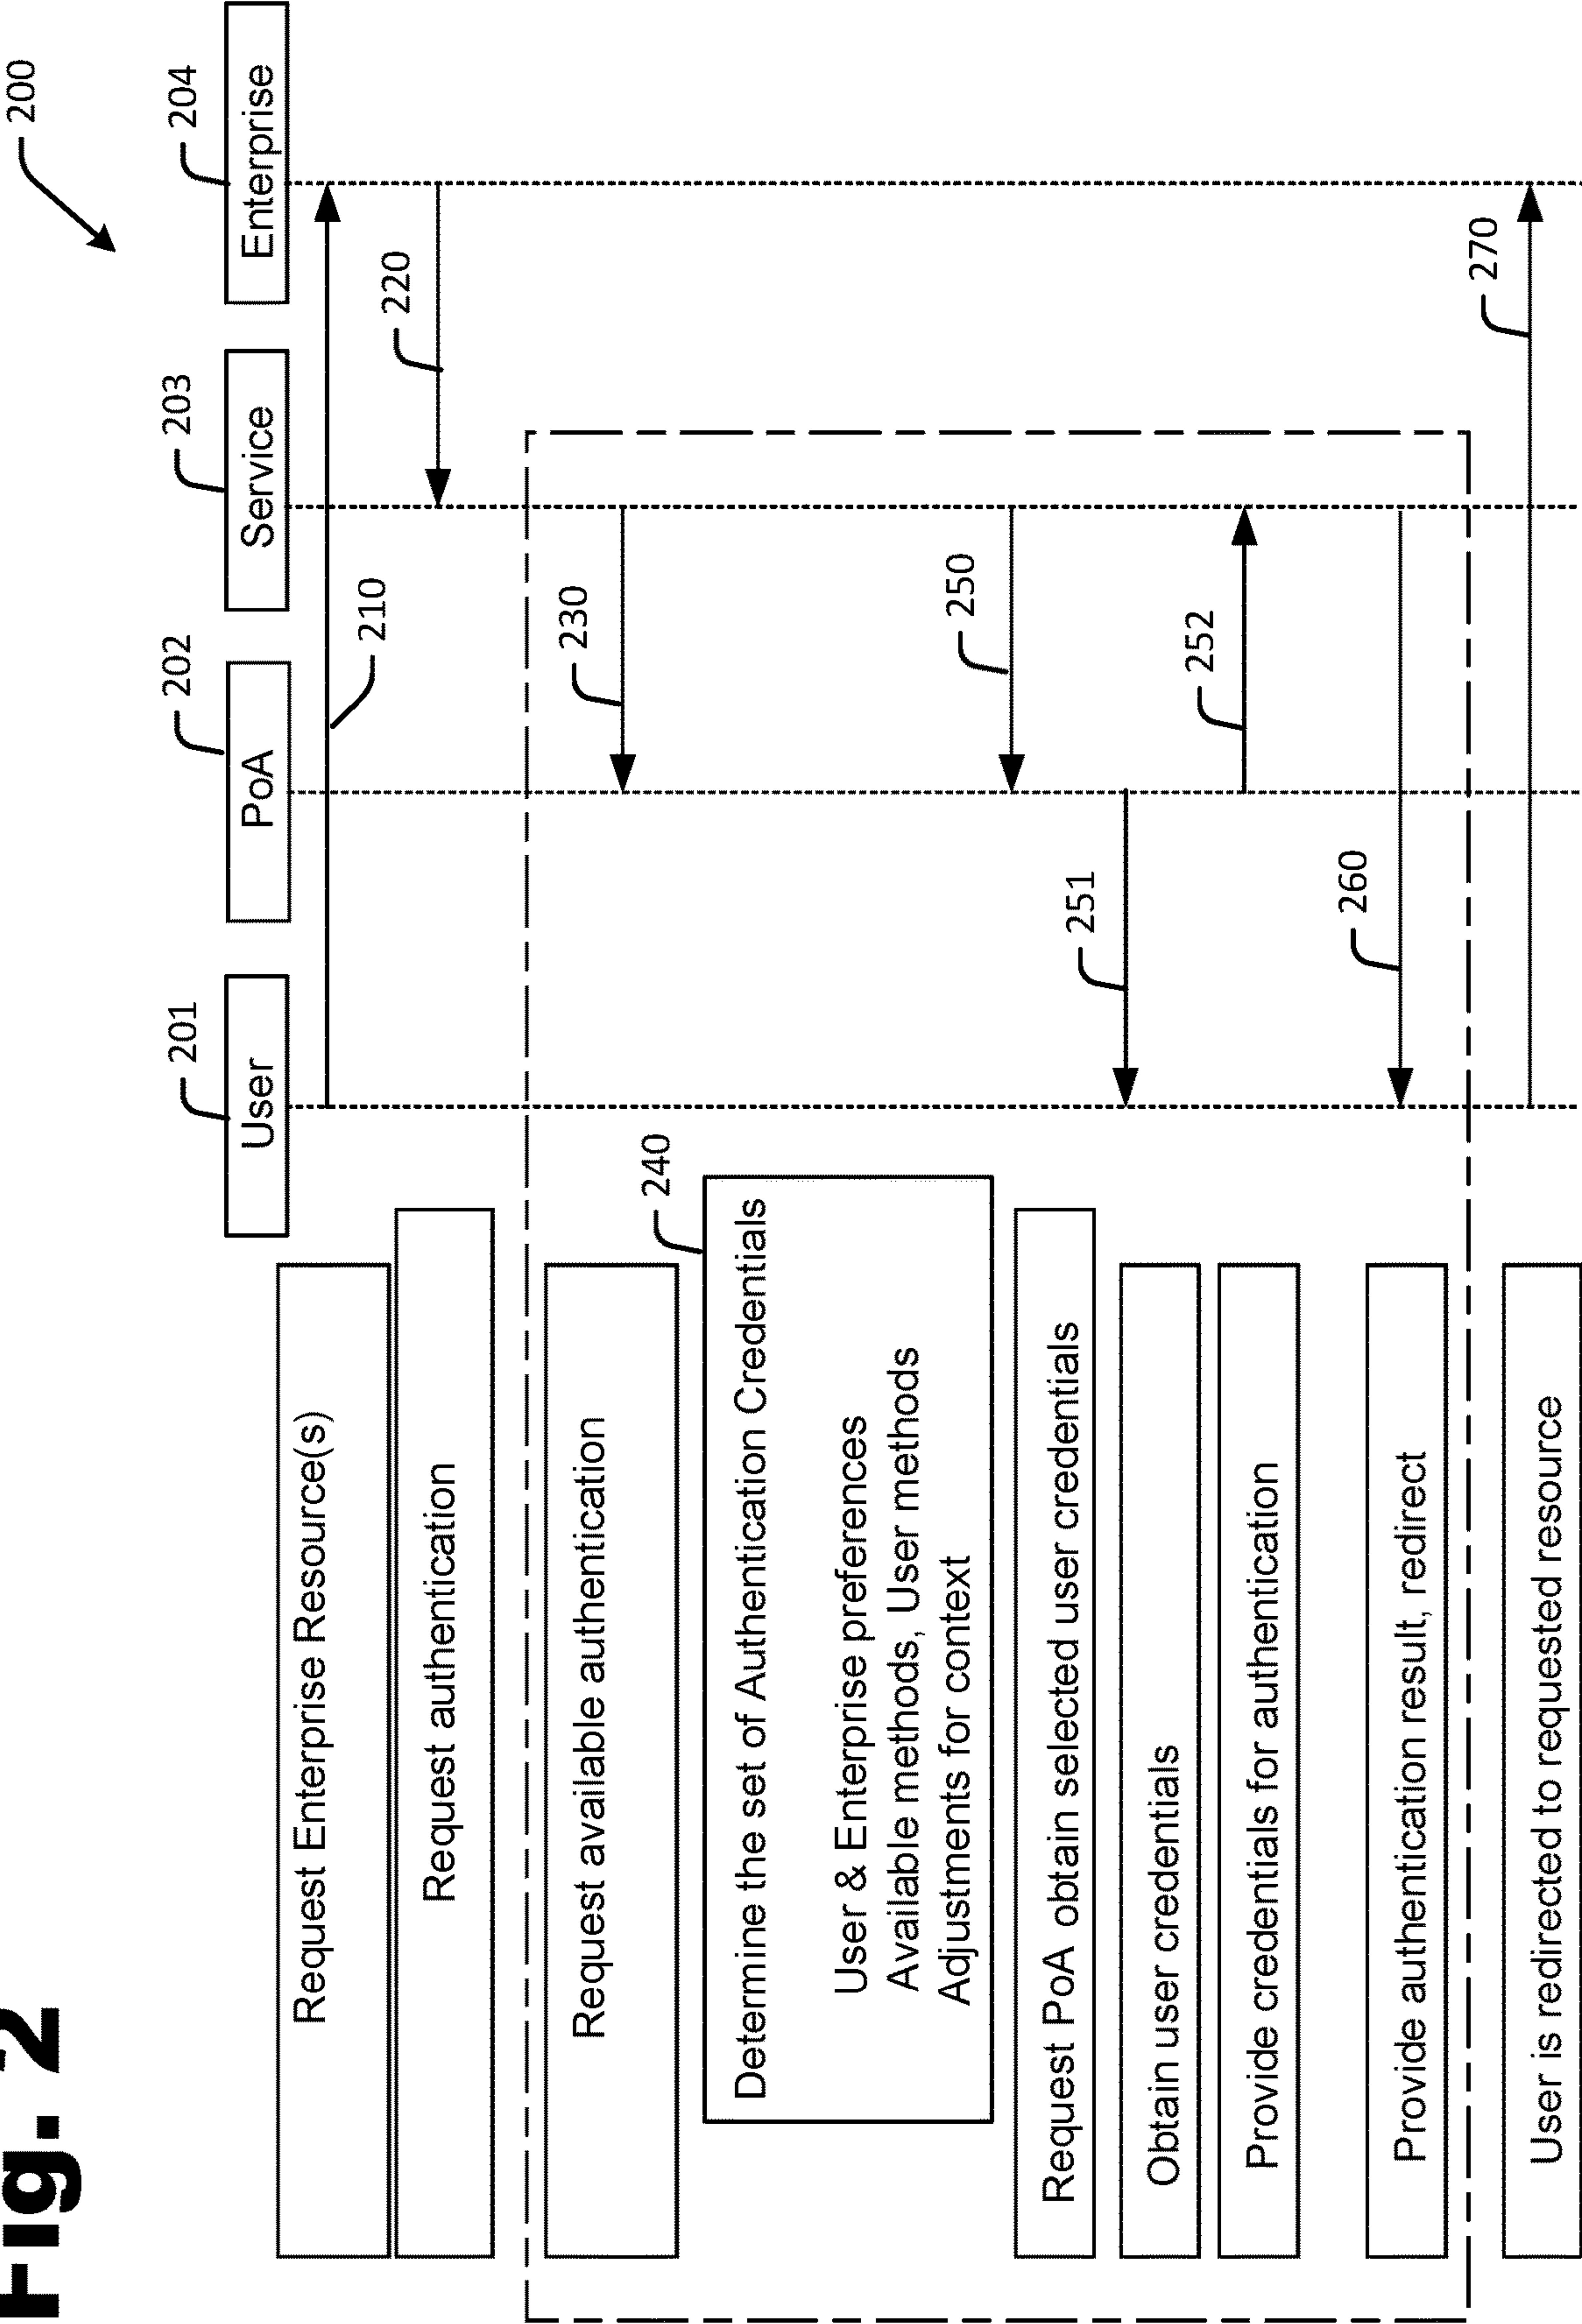 Fig. 2
200
201
202
203
204
User
PoA
Service
Enterprise
Request Enterprise Resource(s)
210
Request authentication
220
Request available authentication
230
240
Determine the set of Authentication Credentials
User & Enterprise preferences
Available methods, User methods
Adjustments for context
Request PoA obtain selected user credentials
250
Obtain user credentials
251
Provide credentials for authentication
252
Provide authentication result, redirect
260
User is redirected to requested resource
270